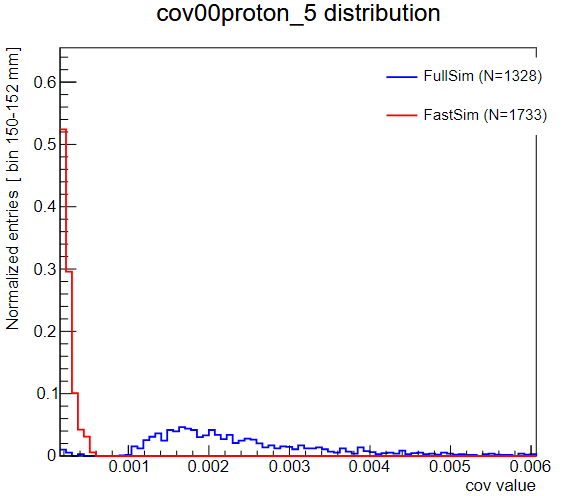 cov00proton_5 distribution
Normalized entries [ bin 150-152 mm]
FullSim (N=1328)
FastSim (N=1733)
0.6
0.5
0.4
0.3
0.2
0.1
0
0.001 0.002 0.003 0.004 0.005 0.006
cov value